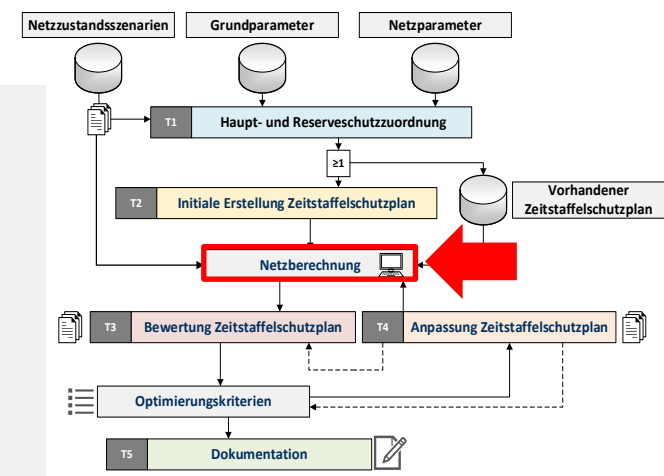 Netzzustandsszenarien
Grundparameter
Netzparameter
T1
Haupt- und Reserveschutzzuordnung
≥1
T2
Initiale Erstellung Zeitstaffelschutzplan
Vorhandener
Zeitstaffelschutzplan
Netzberechnung
T3
Bewertung Zeitstaffelschutzplan
T4
Anpassung Zeitstaffelschutzplan
Optimierungskriterien
T5
Dokumentation